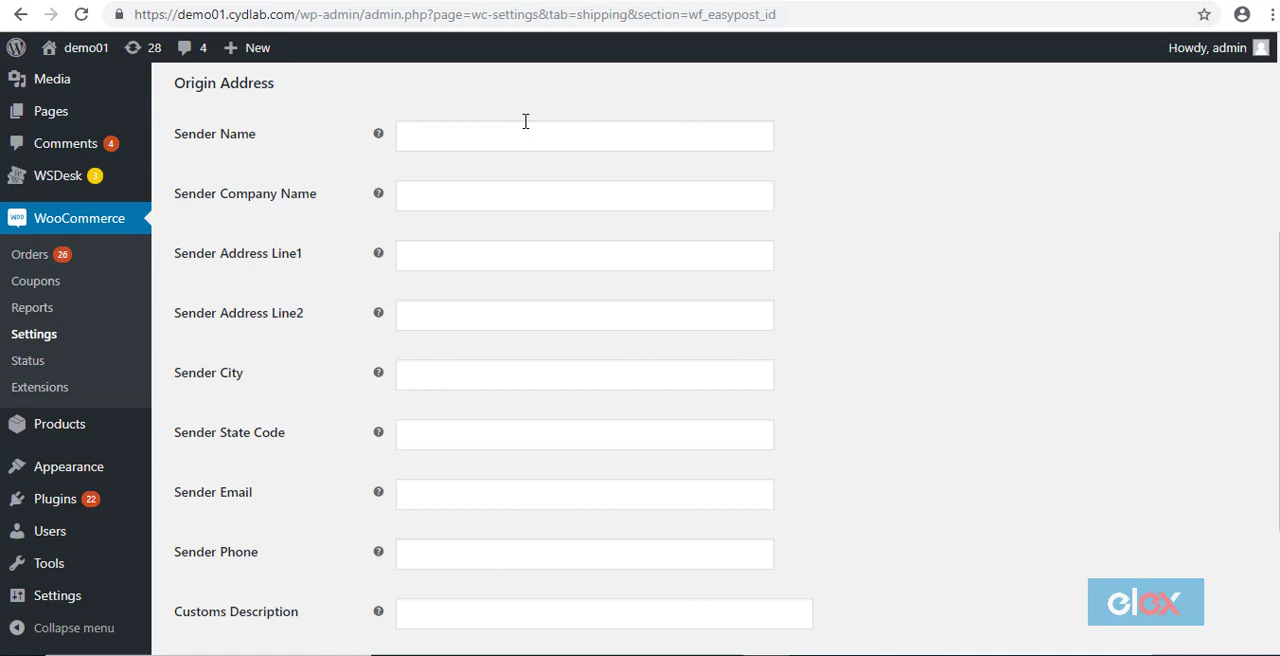 https://demo01.cydlab.com/wp-admin/admin.php?page=wc-settings&tab=shipping&section=wf_easypost_id
demo01 28 4 New Howdy, admin
Media
Pages
Comments 4
WSDesk 3
WOO WooCommerce
Orders 26
Coupons
Reports
Settings
Status
Extensions
Products
Appearance
Plugins 22
Users
Tools
Settings
Collapse menu
Origin Address
Sender Name
Sender Company Name
Sender Address Line1
Sender Address Line2
Sender City
Sender State Code
Sender Email
Sender Phone
Customs Description
elex